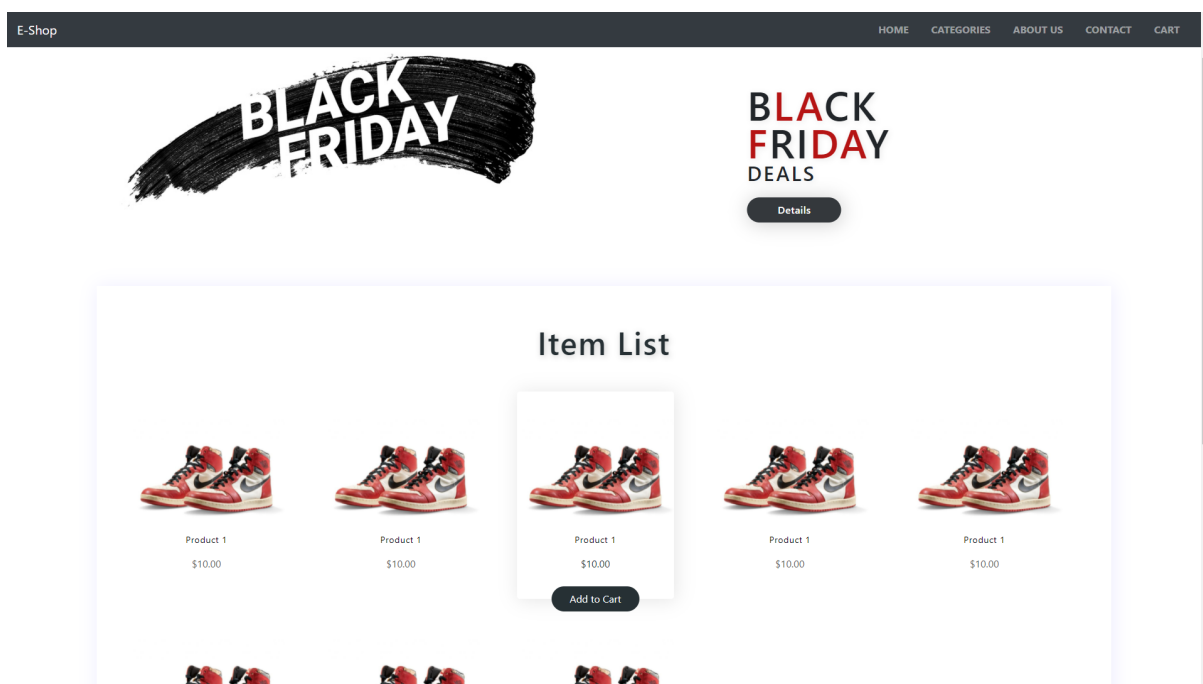 E-Shop
HOME CATEGORIES ABOUT US CONTACT CART
BLACK
FRIDAY
BLACK
FRIDAY
DEALS
Details
Item List
Product 1 Product 1 Product 1 Product 1 Product 1
$10.00 $10.00 $10.00 $10.00 $10.00
Add to Cart